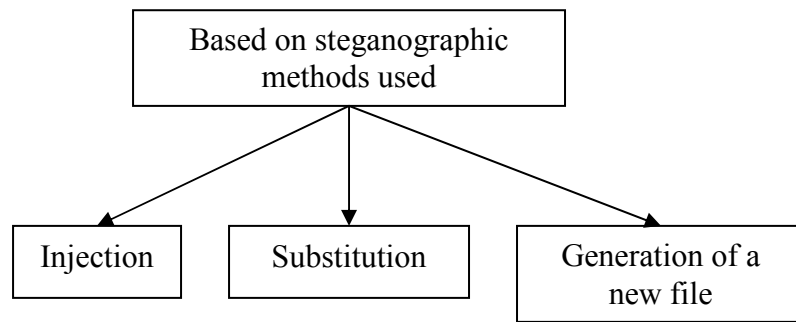 Based on steganographic
methods used
Injection
Substitution
Generation of a
new file